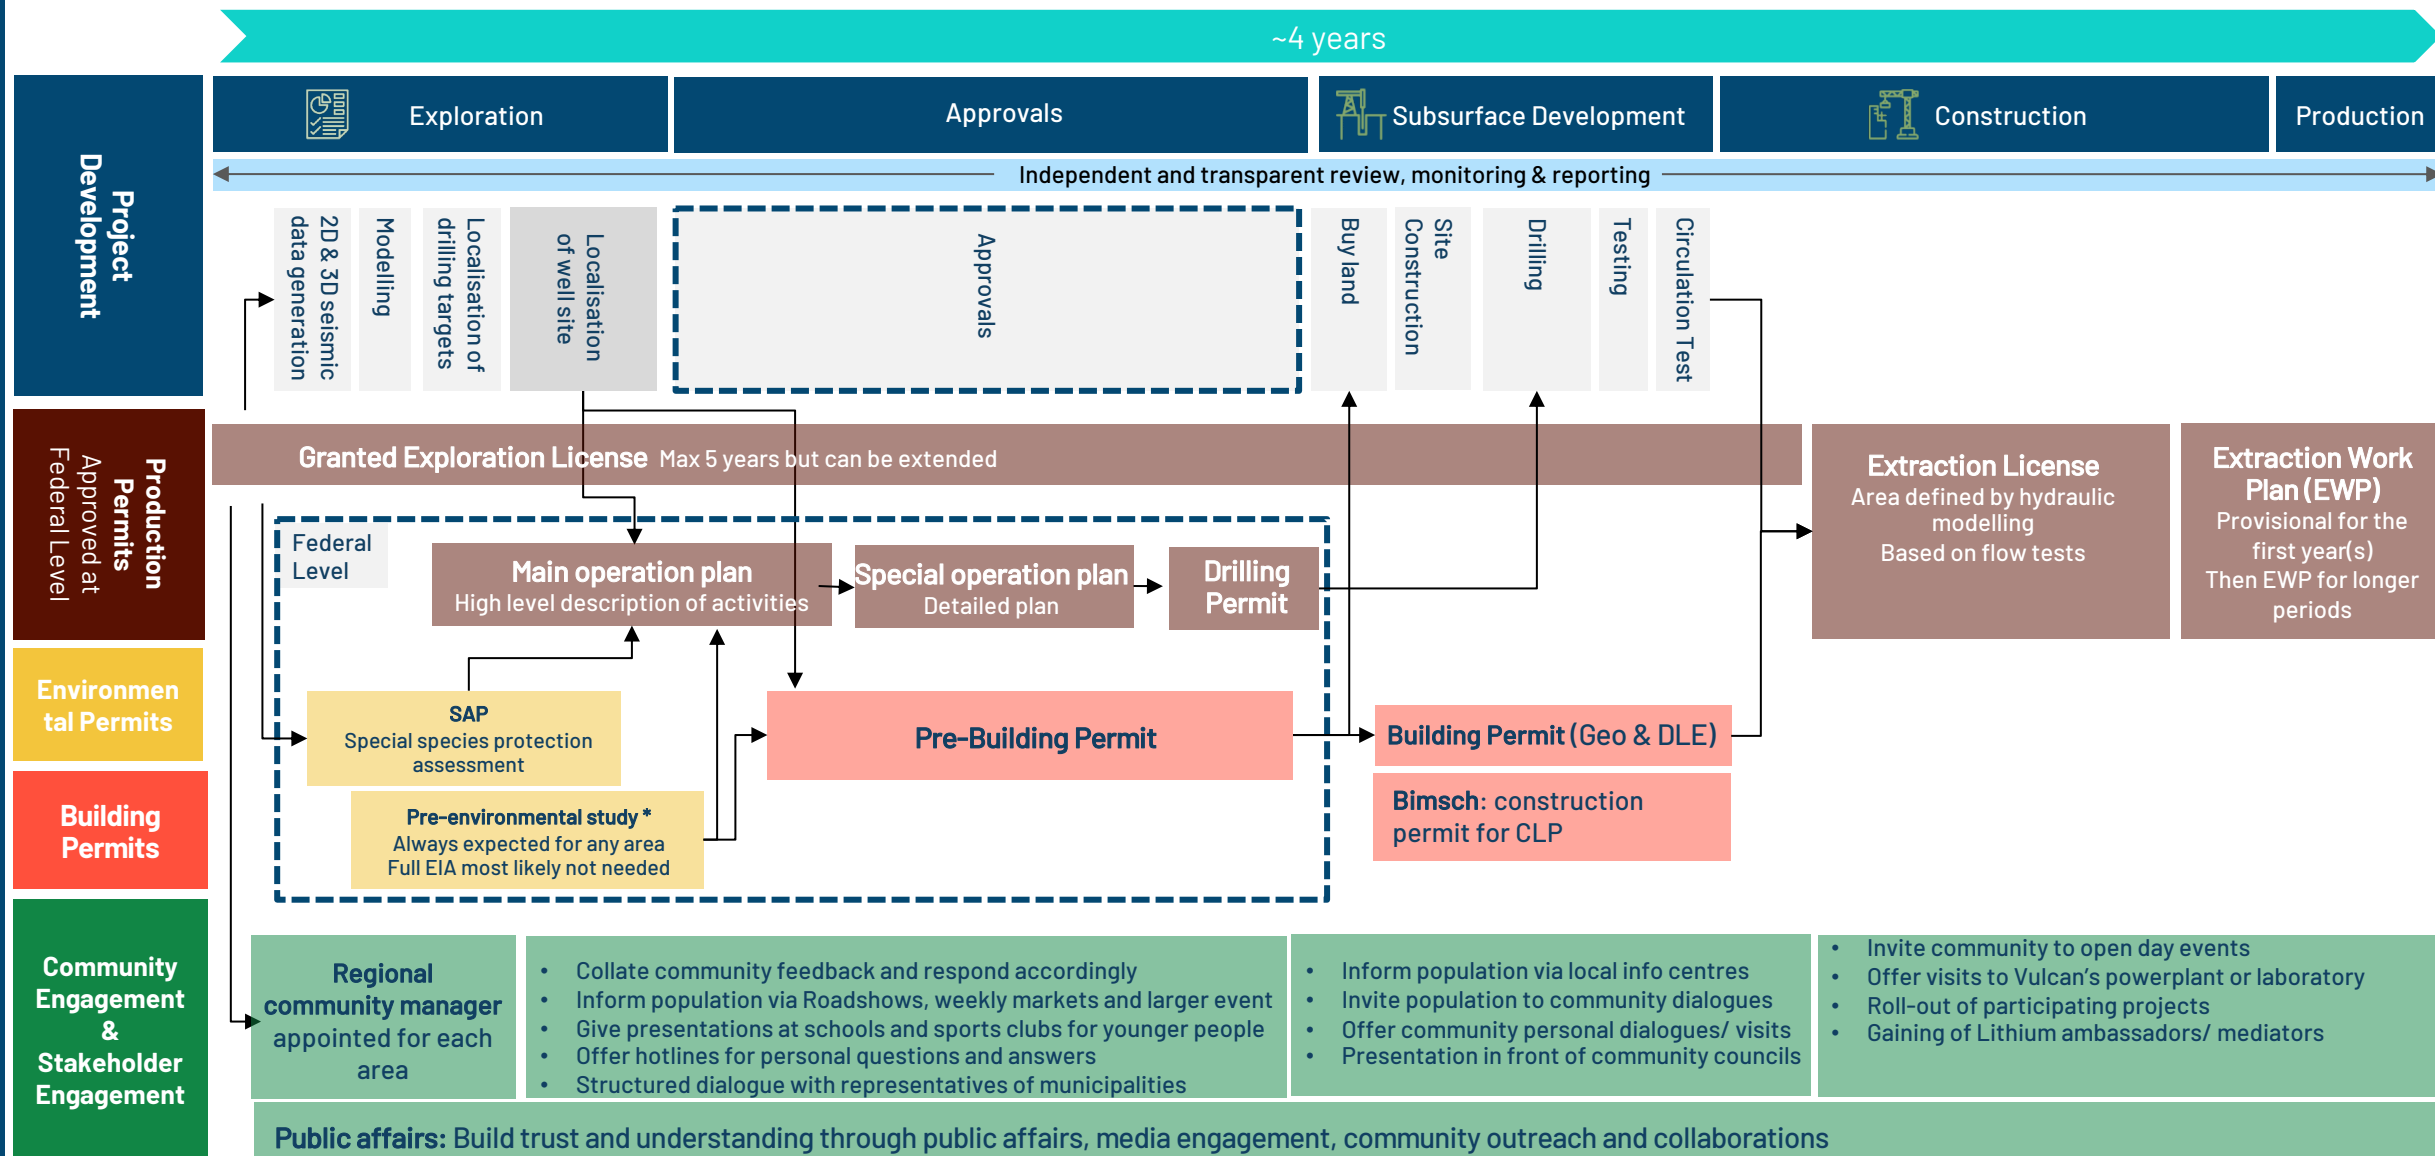 ~4 years
Exploration
Approvals
Subsurface Development
Construction
Production
Independent and transparent review, monitoring & reporting
Project
Development
2D & 3D seismic
data generation
Modelling
Localisation of
drilling targets
Localisation
of well site
Approvals
Buy land
Site
Construction
Drilling
Testing
Circulation Test
Production
Permits
Approved at
Federal Level
Granted Exploration License Max 5 years but can be extended
Extraction License
Area defined by hydraulic
modelling
Based on flow tests
Extraction Work
Plan (EWP)
Provisional for the
first year(s)
Then EWP for longer
periods
Federal
Level
Main operation plan
High level description of activities
Special operation plan
Detailed plan
Drilling
Permit
Environmen
tal Permits
SAP
Special species protection
assessment
Pre-Building Permit
Building Permit (Geo & DLE)
Building
Permits
Pre-environmental study *
Always expected for any area
Full EIA most likely not needed
Bimsch: construction
permit for CLP
Community
Engagement
&
Stakeholder
Engagement
Regional
community manager
appointed for each
area
• Collate community feedback and respond accordingly
• Inform population via Roadshows, weekly markets and larger event
• Give presentations at schools and sports clubs for younger people
• Offer hotlines for personal questions and answers
• Structured dialogue with representatives of municipalities
• Inform population via local info centres
• Invite population to community dialogues
• Offer community personal dialogues/ visits
• Presentation in front of community councils
• Invite community to open day events
• Offer visits to Vulcan's powerplant or laboratory
• Roll-out of participating projects
• Gaining of Lithium ambassadors/ mediators
Public affairs: Build trust and understanding through public affairs, media engagement, community outreach and collaborations